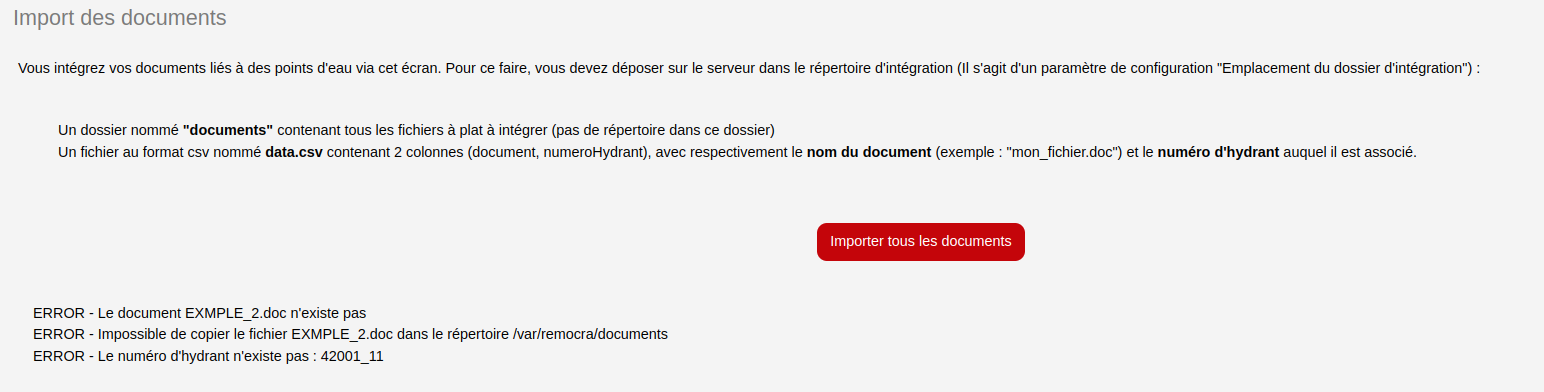 Import des documents
Vous intégrez vos documents liés à des points d'eau via cet écran. Pour ce faire, vous devez déposer sur le serveur dans le répertoire d'intégration (Il s'agit d'un paramètre de configuration "Emplacement du dossier d'intégration") :
Un dossier nommé "documents" contenant tous les fichiers à plat à intégrer (pas de répertoire dans ce dossier)
Un fichier au format csv nommé data.csv contenant 2 colonnes (document, numeroHydrant), avec respectivement le nom du document (exemple : "mon_fichier.doc") et le numéro d'hydrant auquel il est associé.
Importer tous les documents
ERROR - Le document EXMPLE_2.doc n'existe pas
ERROR - Impossible de copier le fichier EXMPLE_2.doc dans le répertoire /var/remocra/documents
ERROR - Le numéro d'hydrant n'existe pas : 42001_11